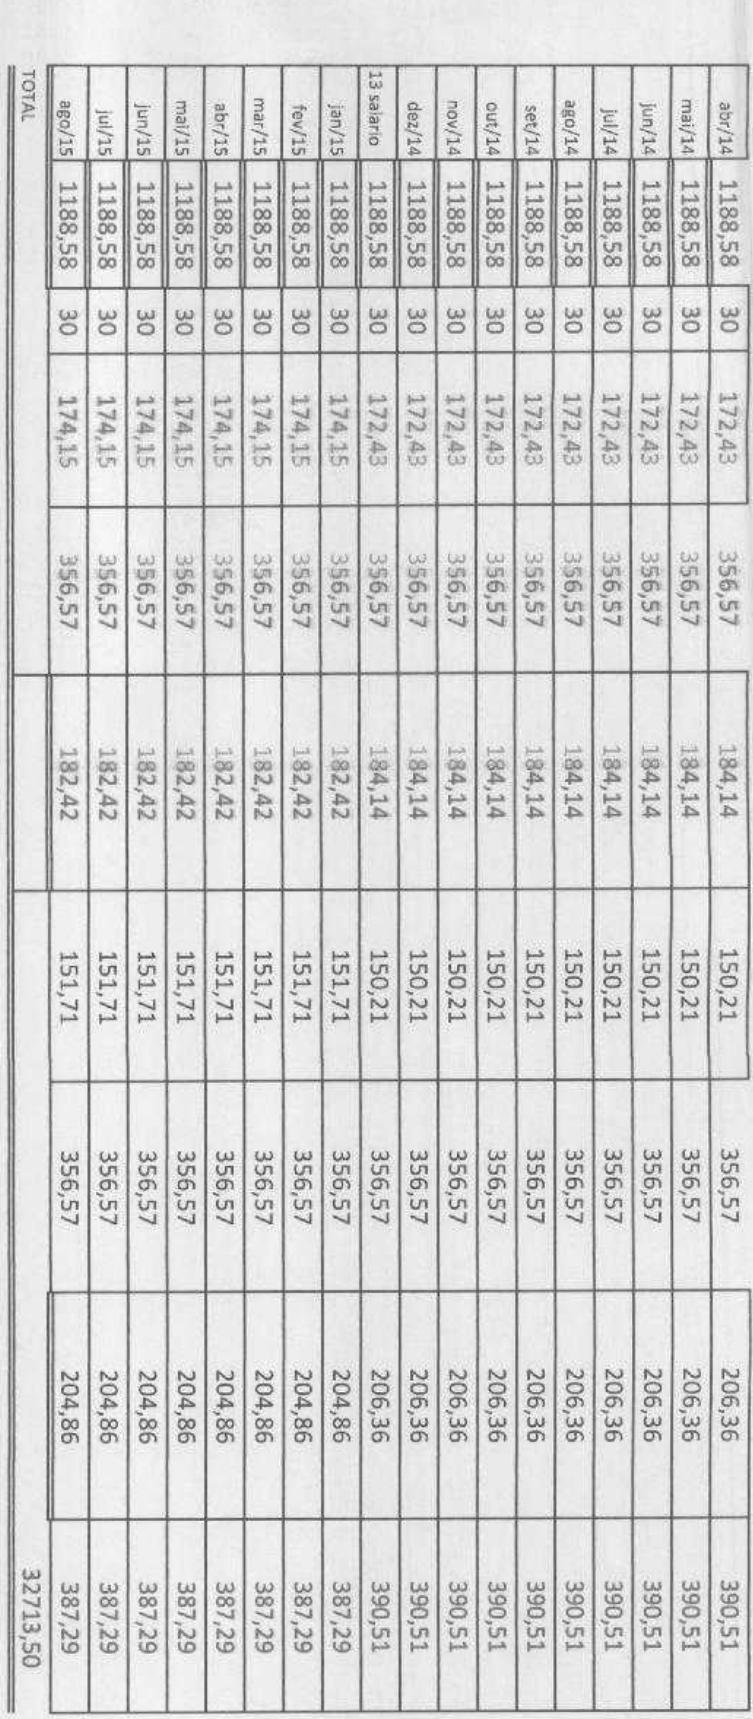 abr/14 1188,58 30 172,43 356,57 184,14 150,21 356,57 206,36 390,51
mai/14 1188,58 30 172,43 356,57 184,14 150,21 356,57 206,36 390,51
jun/14 1188,58 30 172,43 356,57 184,14 150,21 356,57 206,36 390,51
jul/14 1188,58 30 172,43 356,57 184,14 150,21 356,57 206,36 390,51
ago/14 1188,58 30 172,43 356,57 184,14 150,21 356,57 206,36 390,51
set/14 1188,58 30 172,43 356,57 184,14 150,21 356,57 206,36 390,51
out/14 1188,58 30 172,43 356,57 184,14 150,21 356,57 206,36 390,51
nov/14 1188,58 30 172,43 356,57 184,14 150,21 356,57 206,36 390,51
dez/14 1188,58 30 172,43 356,57 184,14 150,21 356,57 206,36 390,51
13 salario 1188,58 30 172,43 356,57 184,14 150,21 356,57 206,36 390,51
jan/15 1188,58 30 174,15 356,57 182,42 151,71 356,57 204,86 387,29
fev/15 1188,58 30 174,15 356,57 182,42 151,71 356,57 204,86 387,29
mar/15 1188,58 30 174,15 356,57 182,42 151,71 356,57 204,86 387,29
abr/15 1188,58 30 174,15 356,57 182,42 151,71 356,57 204,86 387,29
mai/15 1188,58 30 174,15 356,57 182,42 151,71 356,57 204,86 387,29
jun/15 1188,58 30 174,15 356,57 182,42 151,71 356,57 204,86 387,29
jul/15 1188,58 30 174,15 356,57 182,42 151,71 356,57 204,86 387,29
ago/15 1188,58 30 174,15 356,57 182,42 151,71 356,57 204,86 387,29
TOTAL 32713,50